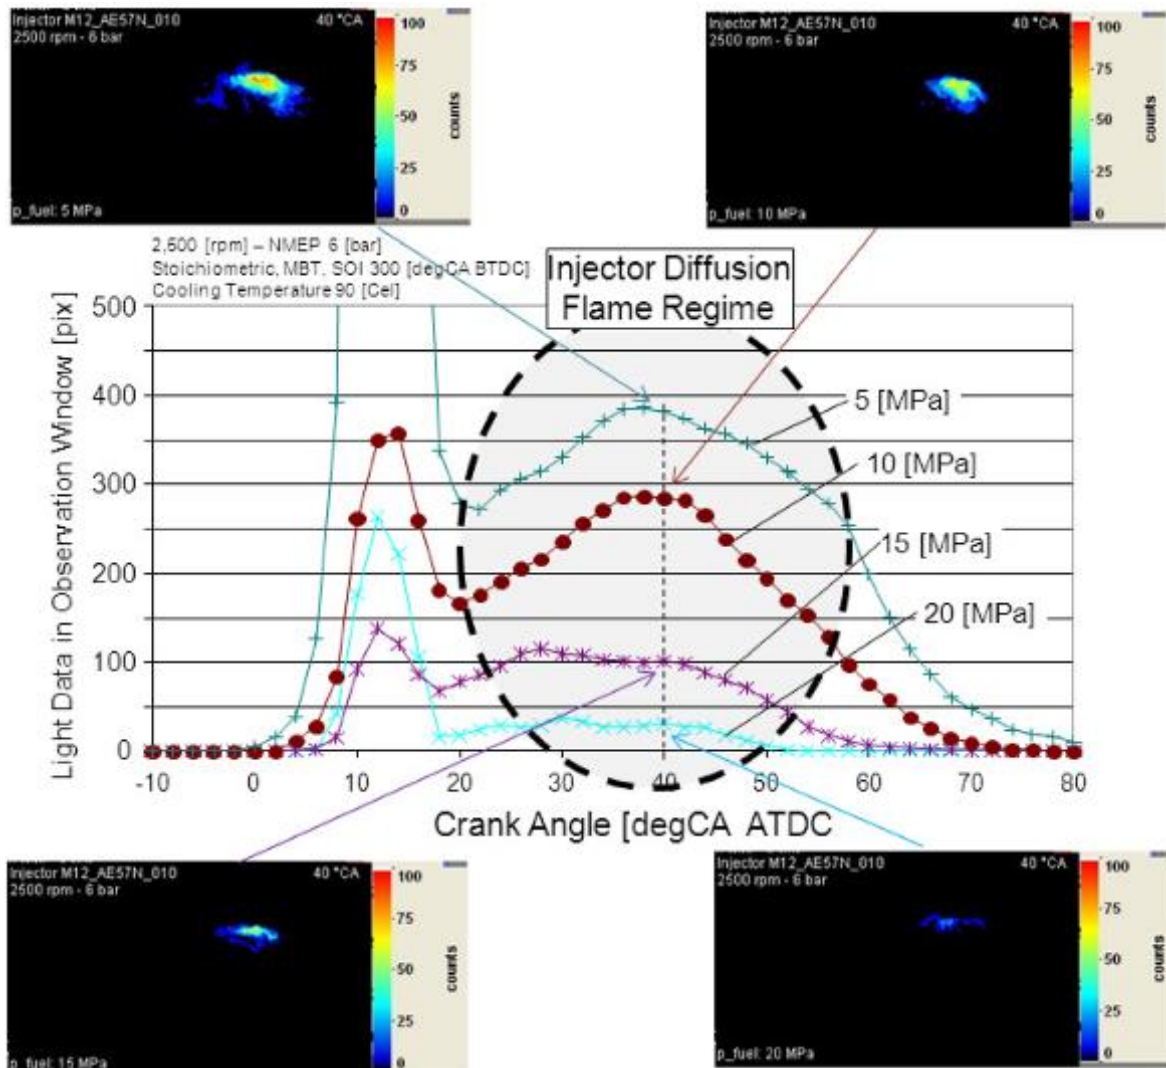 Injector M12_AE57N_010 40 °CA
2500 rpm - 6 bar
100
75
50
25
0
counts
p_fuel: 5 MPa
Injector M12_AE57N_010 40 °CA
2500 rpm - 6 bar
100
75
50
25
0
counts
p_fuel: 10 MPa
2,500 [rpm] – NMEP 6 [bar]
Stoichiometric, MBT, SOI 300 [degCA BTDC]
Cooling Temperature 90 [Cel]
Injector Diffusion
Flame Regime
Light Data in Observation Window [pix]
500
400
300
200
100
0
5 [MPa]
10 [MPa]
15 [MPa]
20 [MPa]
-10 0 10 20 30 40 50 60 70 80
Crank Angle [degCA ATDC
Injector M12_AE57N_010 40 °CA
2500 rpm - 6 bar
100
75
50
25
0
counts
p_fuel: 15 MPa
Injector M12_AE57N_010 40 °CA
2500 rpm - 6 bar
100
75
50
25
0
counts
p_fuel: 20 MPa